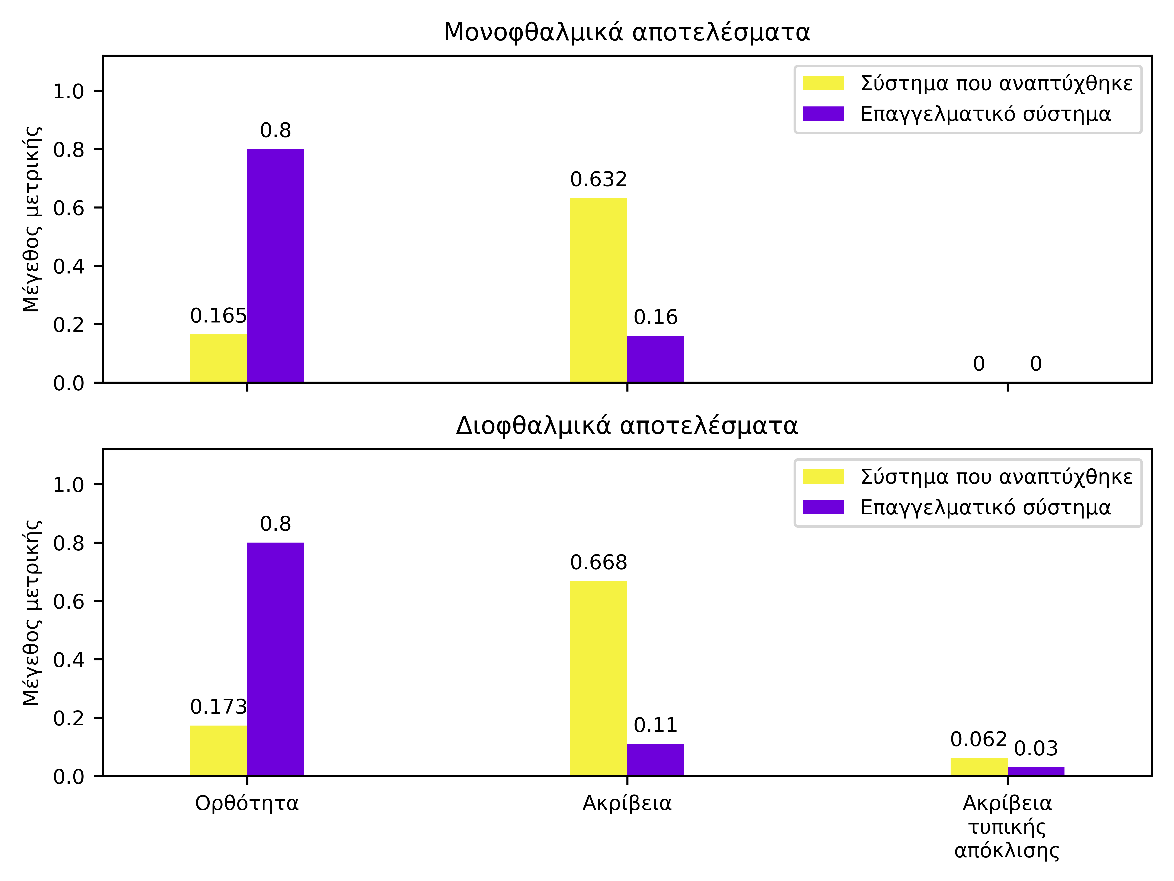 Μονοφθαλμικά αποτελέσματα
Μέγεθος μετρικής
1.0
0.8
0.6
0.4
0.2
0.0
Σύστημα που αναπτύχθηκε
Επαγγελματικό σύστημα
0.165
0.8
0.632
0.16
0
0
Διοφθαλμικά αποτελέσματα
Μέγεθος μετρικής
1.0
0.8
0.6
0.4
0.2
0.0
Σύστημα που αναπτύχθηκε
Επαγγελματικό σύστημα
0.173
0.8
0.668
0.11
0.062
0.03
Ορθότητα
Ακρίβεια
Ακρίβεια
τυπικής
απόκλισης